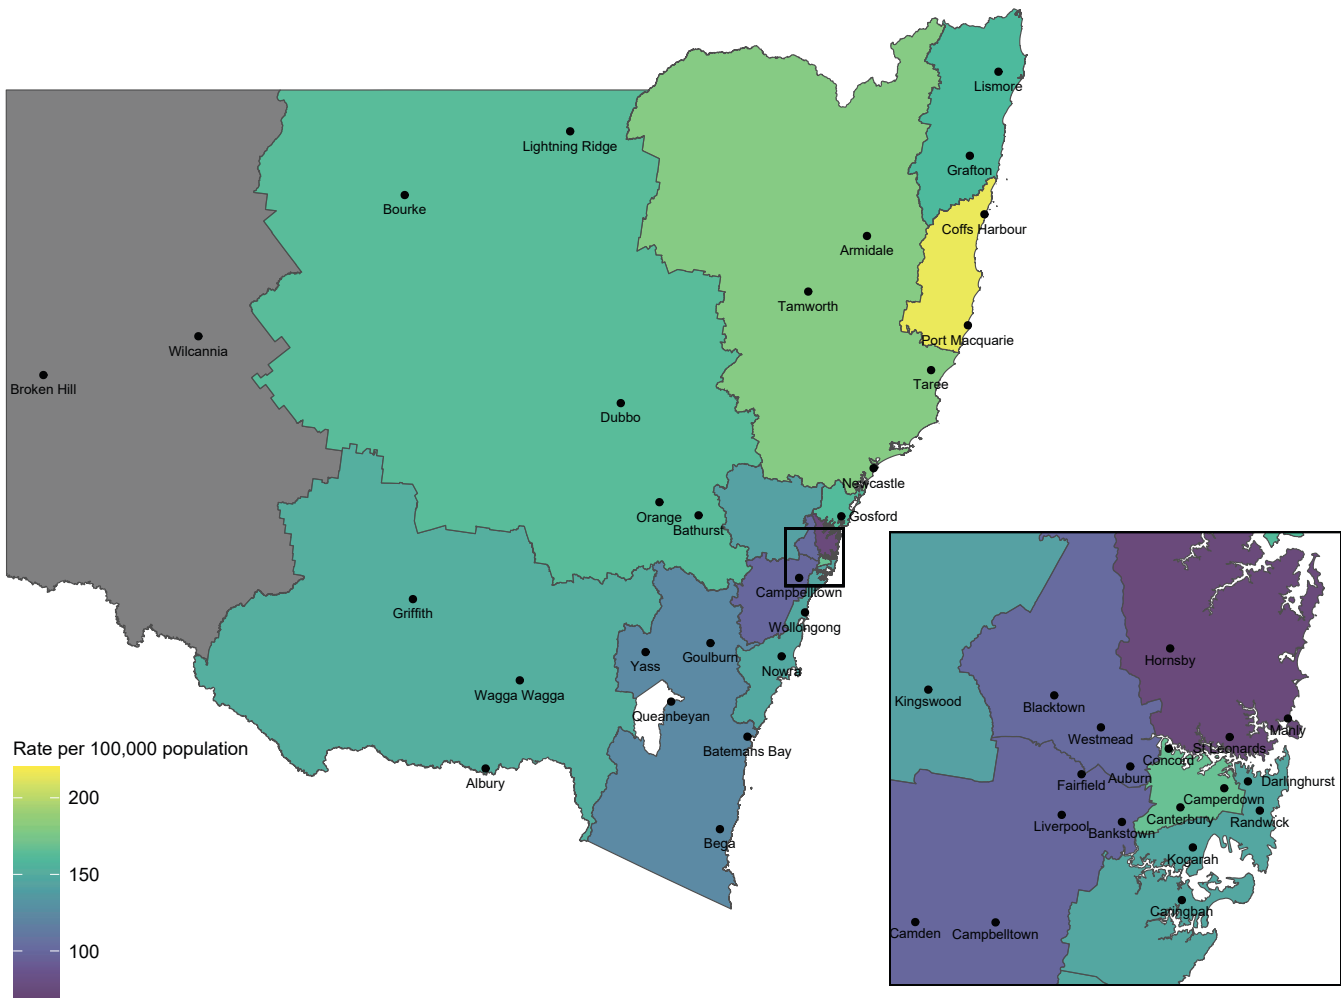 Lismore
Lightning Ridge
Grafton
Bourke
Coffs Harbour
Armidale
Tamworth
Port Macquarie
Wilcannia
Taree
Broken Hill
Dubbo
Newcastle
Orange
Bathurst
Gosford
Campbelltown
Griffith
Wollongong
Yass
Goulburn
Nowra
Wagga Wagga
Queanbeyan
Batemans Bay
Albury
Bega
Hornsby
Kingswood
Blacktown
Manly
Westmead
St Leonards
Concord
Auburn
Fairfield
Darlinghurst
Camperdown
Canterbury
Randwick
Liverpool
Bankstown
Kogarah
Caringbah
Camden
Campbelltown
Rate per 100,000 population
200
150
100